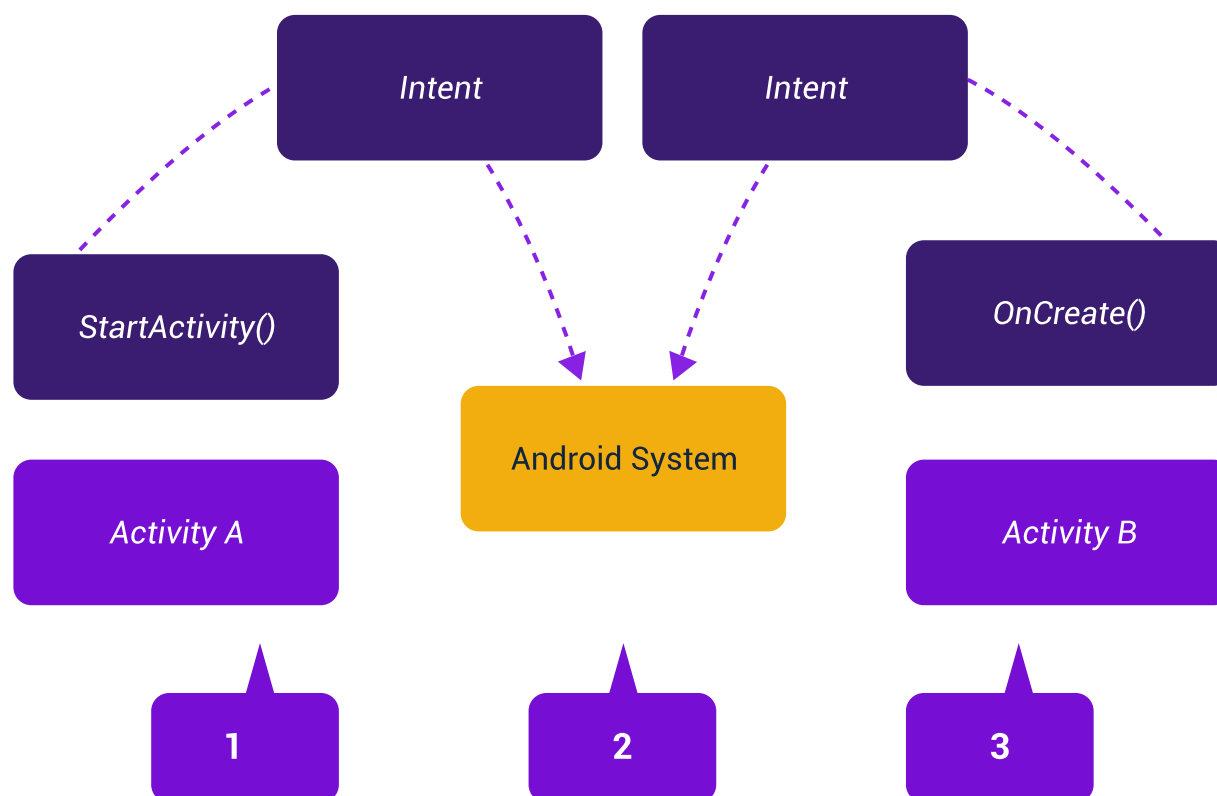 Intent
Intent
StartActivity()
OnCreate()
Android System
Activity A
Activity B
1
2
3